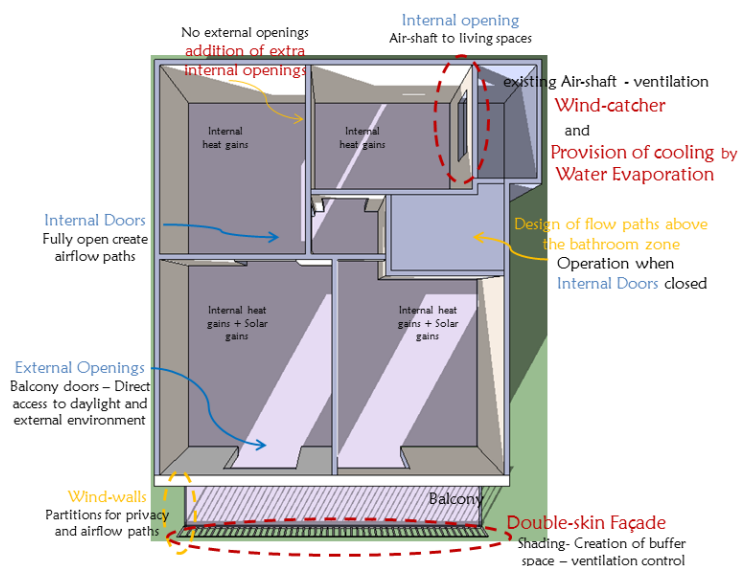 Internal opening
Air-shaft to living spaces
No external openings
addition of extra
internal openings
existing Air-shaft - ventilation
Wind-catcher
and
Provision of cooling by
Water Evaporation
Internal
heat gains
Internal
heat gains
Internal Doors
Fully open create
airflow paths
Design of flow paths above
the bathroom zone
Operation when
Internal Doors closed
Internal heat
gains + Solar
gains
Internal heat
gains + Solar
gains
External Openings
Balcony doors – Direct
access to daylight and
external environment
Wind-walls
Partitions for privacy
and airflow paths
Balcony
Double-skin Façade
Shading- Creation of buffer
space – ventilation control